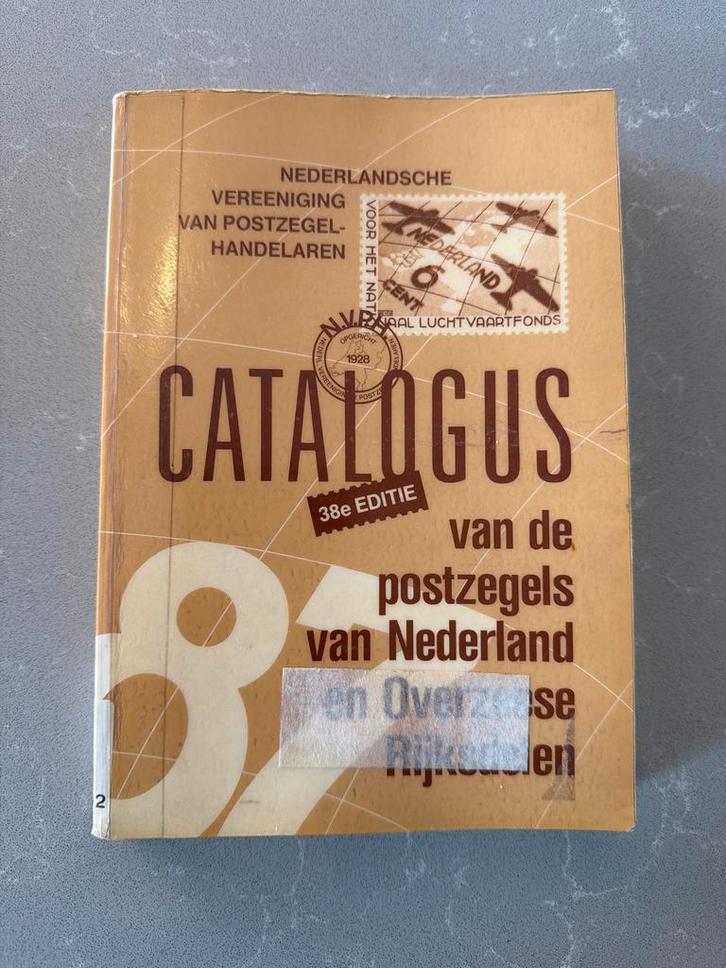 NEDERLANDSCHE
VEREENIGING
VAN POSTZEGEL-
HANDELAREN
VOOR HET NAT
NEDERLAND
6
CENT
AAL LUCHTVAARTFONDS
N.V.P.H.
OPGERICHT
1928
CATALOGUS
38e EDITIE
van de
postzegels
van Nederland
en Overzeese
Rijksdelen
87
2